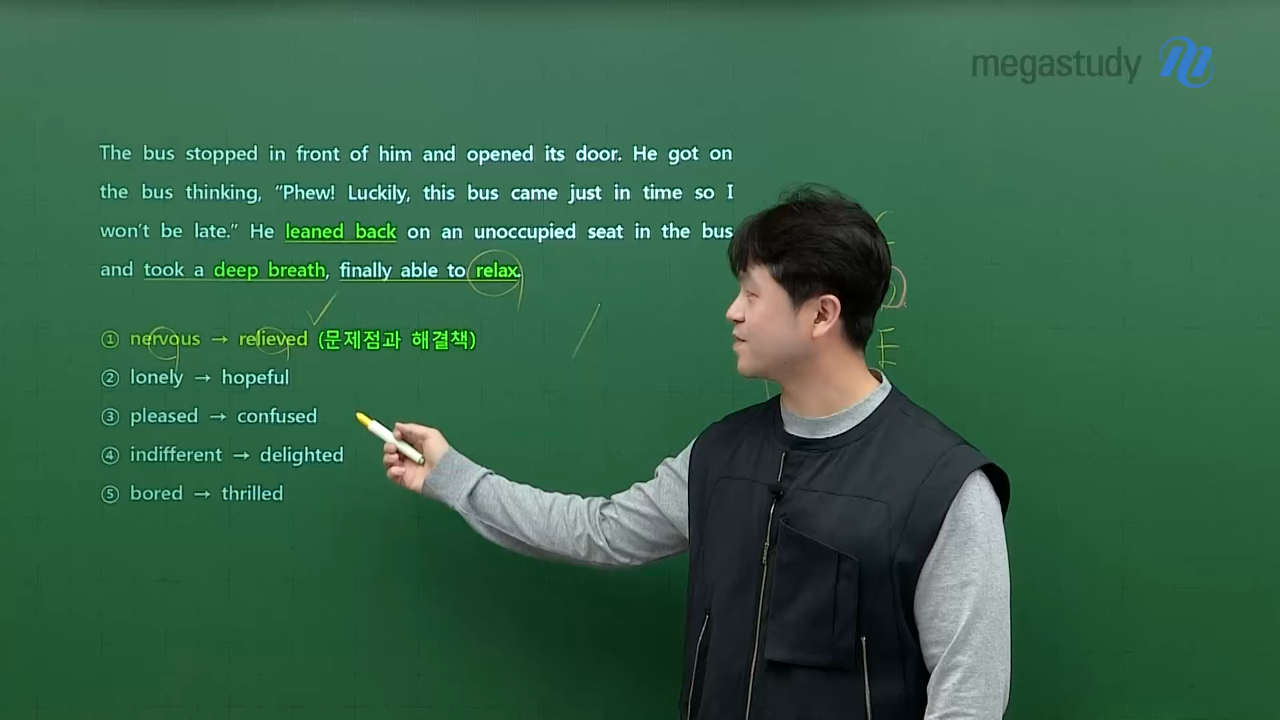 megastudy
The bus stopped in front of him and opened its door. He got on
the bus thinking, “Phew! Luckily, this bus came just in time so I
won’t be late.” He leaned back on an unoccupied seat in the bus
and took a deep breath, finally able to relax.
① nervous → relieved (문제점과 해결책)
② lonely → hopeful
③ pleased → confused
④ indifferent → delighted
⑤ bored → thrilled